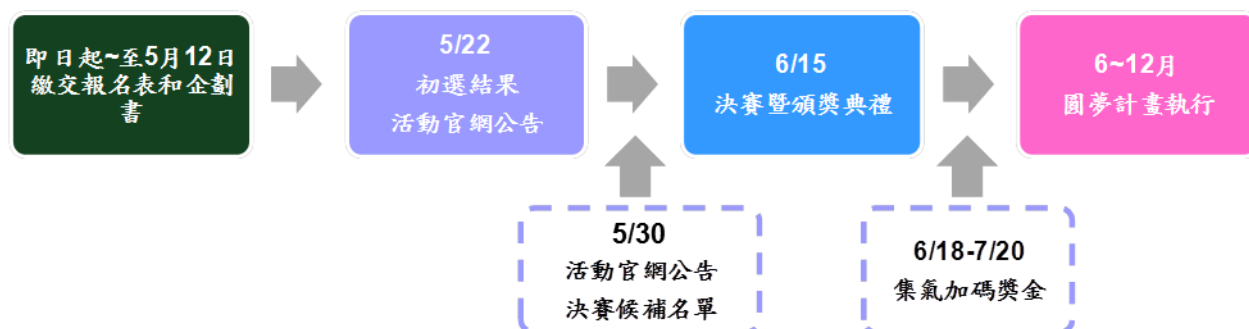 即日起~至5月12日
繳交報名表和企劃
書
5/22
初選結果
活動官網公告
6/15
決賽暨頒獎典禮
6~12月
圓夢計畫執行
5/30
活動官網公告
決賽候補名單
6/18-7/20
集氣加碼獎金